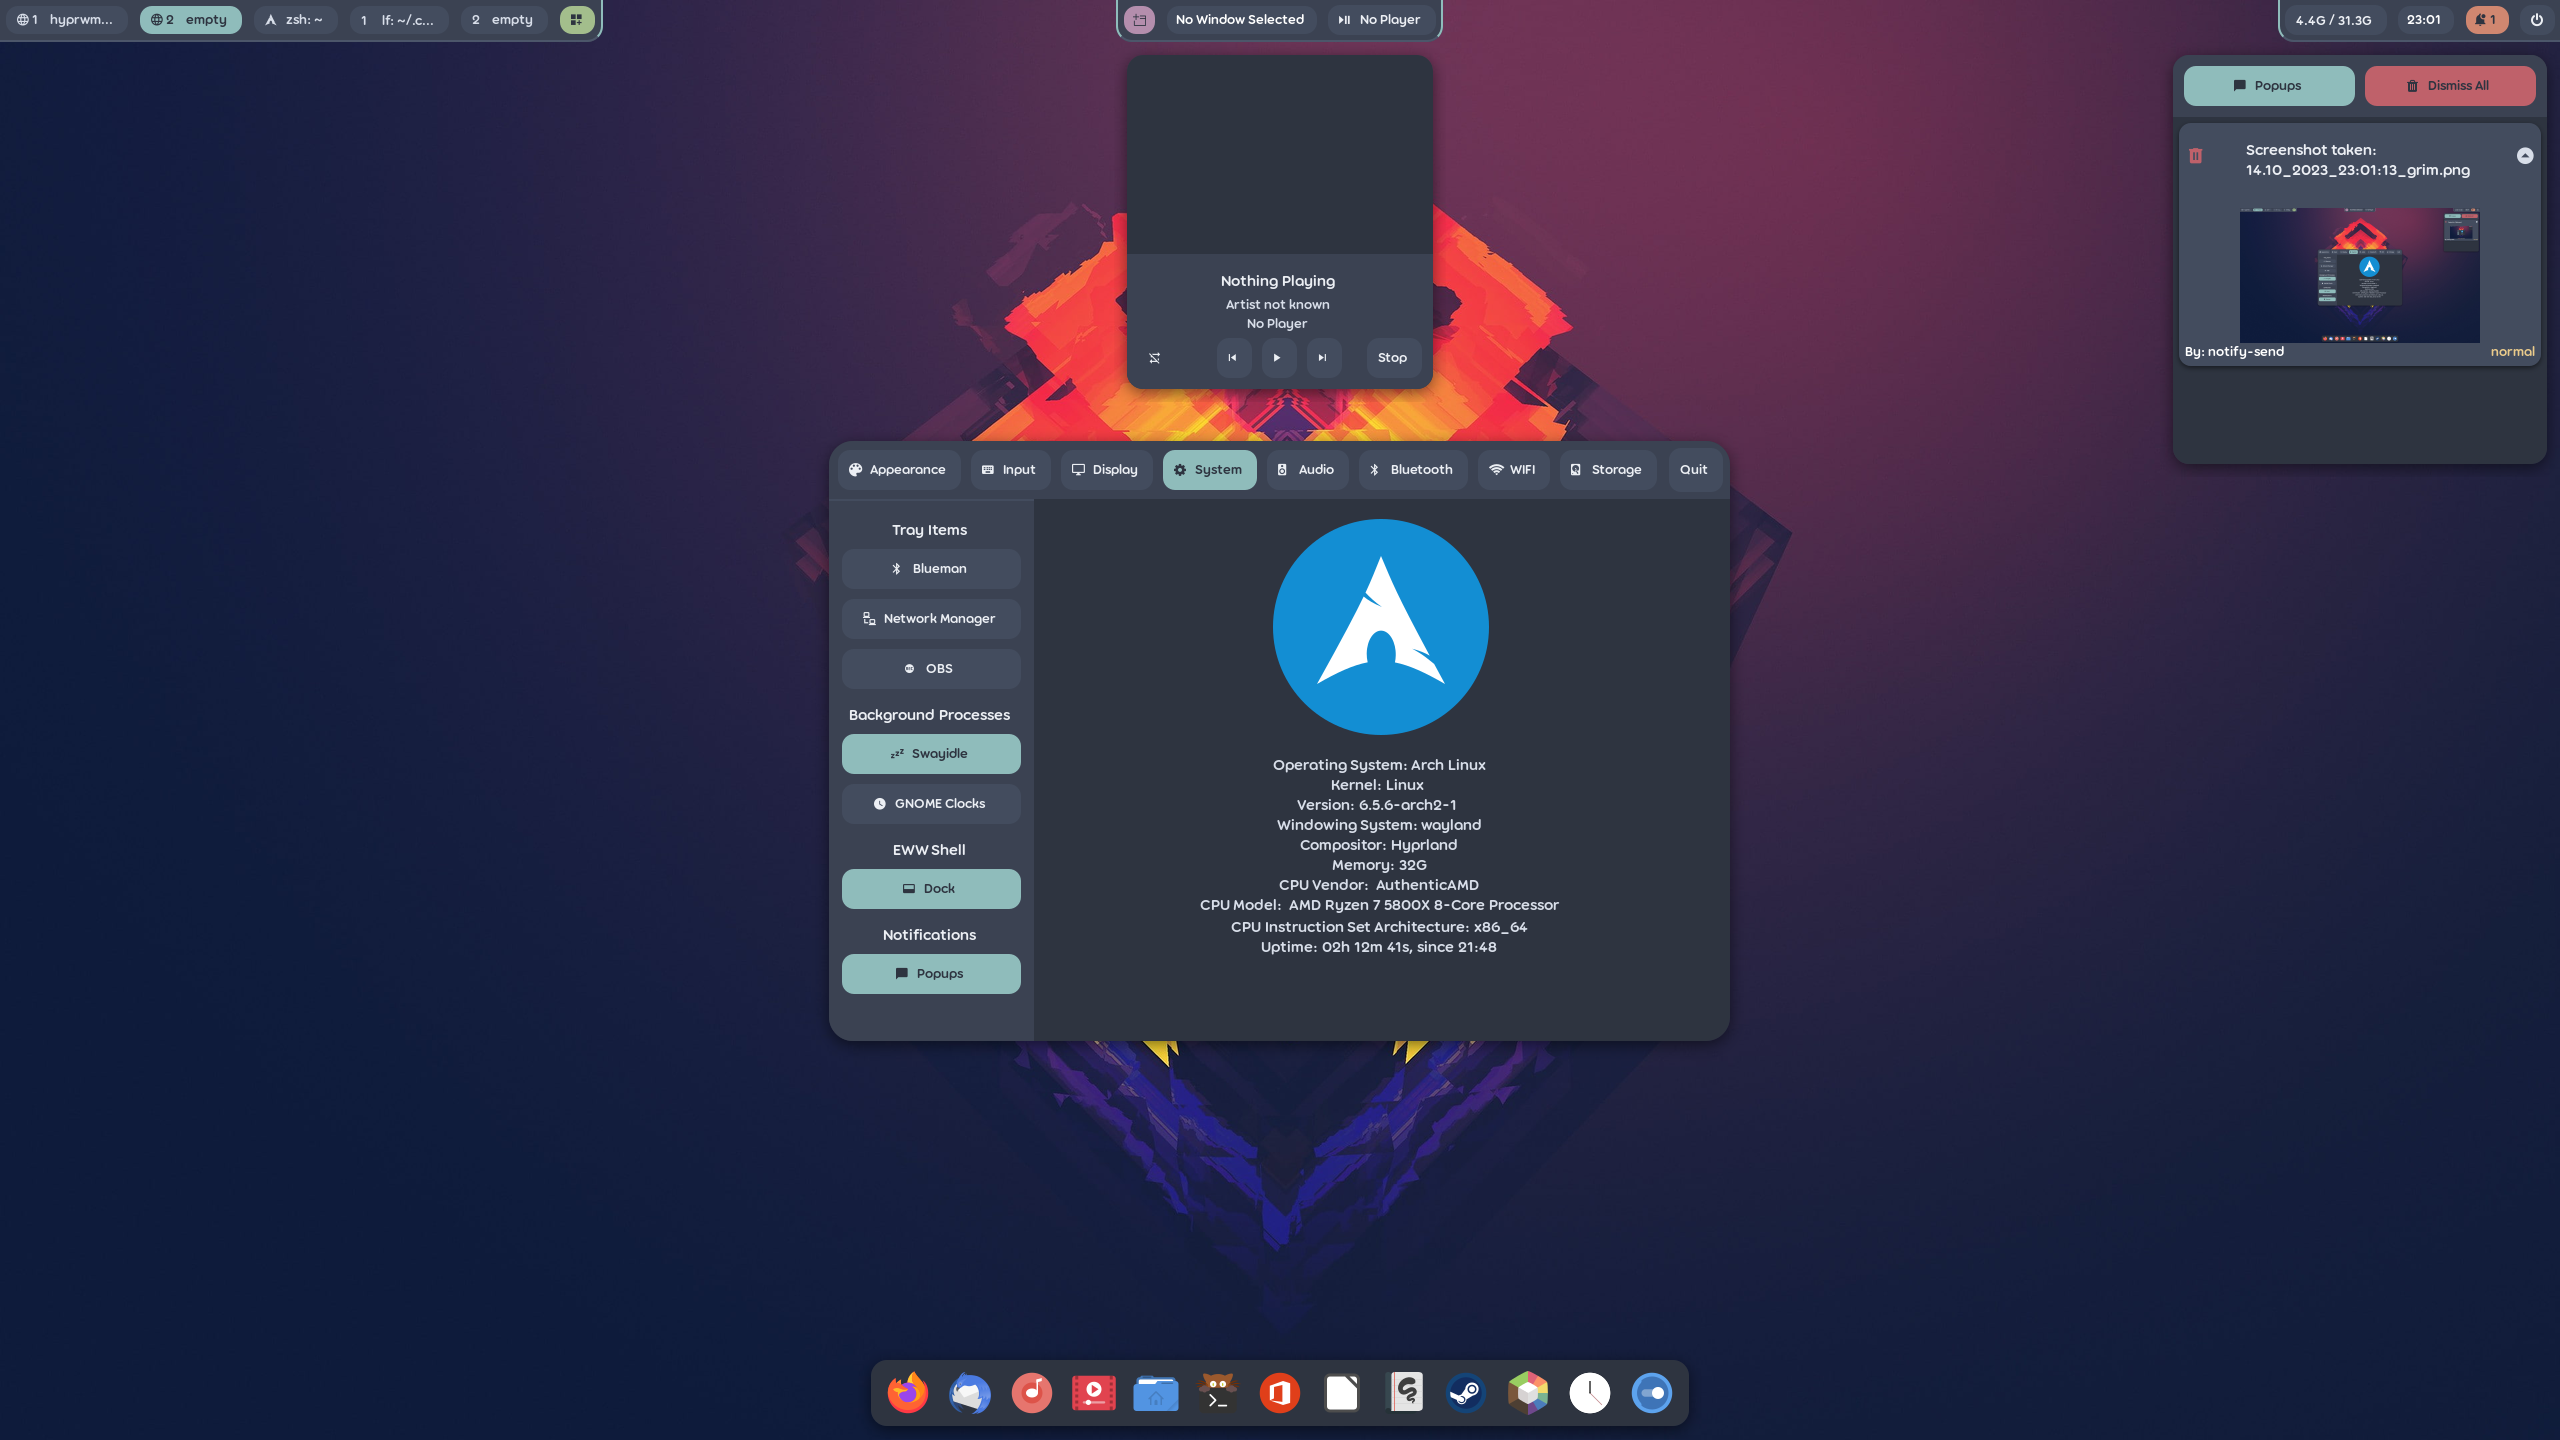 1 hyprwm...
2 empty
zsh: ~
1 lf: ~/.c...
2 empty
No Window Selected
No Player
4.4G / 31.3G
23:01
1
Nothing Playing
Artist not known
No Player
Stop
Popups
Dismiss All
Screenshot taken:
14.10_2023_23:01:13_grim.png
By: notify-send
normal
Appearance
Input
Display
System
Audio
Bluetooth
WIFI
Storage
Quit
Tray Items
Blueman
Network Manager
OBS
Background Processes
Swayidle
GNOME Clocks
EWW Shell
Dock
Notifications
Popups
Operating System: Arch Linux
Kernel: Linux
Version: 6.5.6-arch2-1
Windowing System: wayland
Compositor: Hyprland
Memory: 32G
CPU Vendor: AuthenticAMD
CPU Model: AMD Ryzen 7 5800X 8-Core Processor
CPU Instruction Set Architecture: x86_64
Uptime: 02h 12m 41s, since 21:48